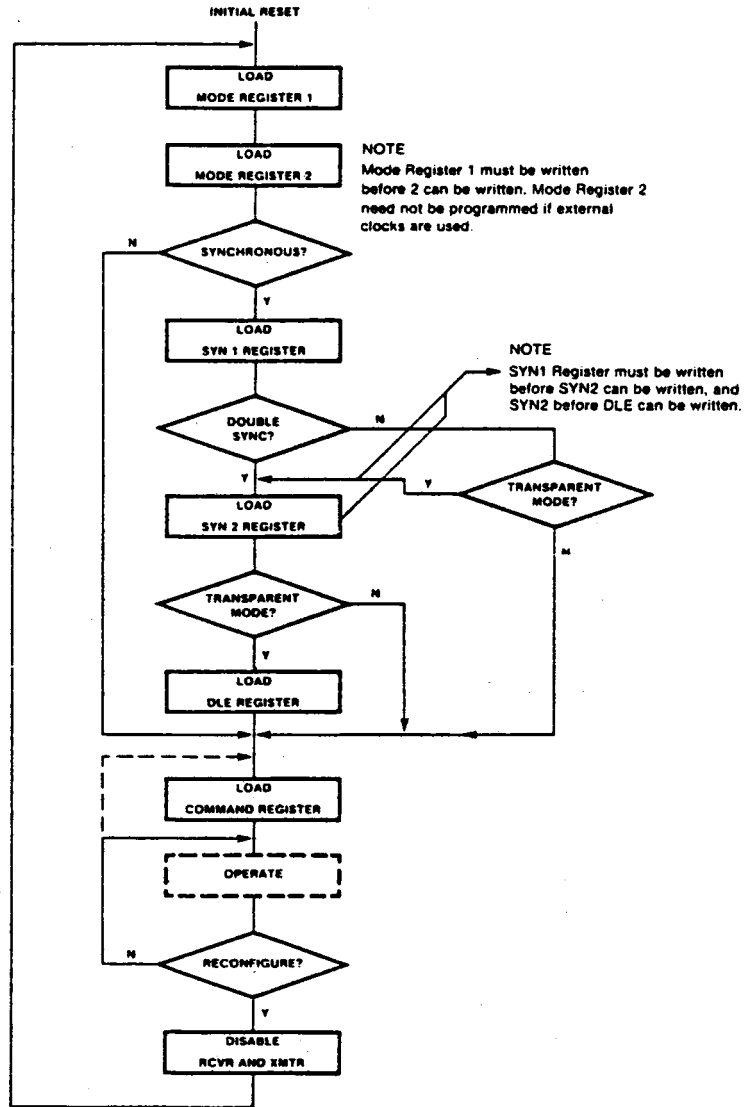 INITIAL RESET
LOAD
MODE REGISTER 1
LOAD
MODE REGISTER 2
NOTE
Mode Register 1 must be written
before 2 can be written. Mode Register 2
need not be programmed if external
clocks are used.
N
SYNCHRONOUS?
Y
LOAD
SYN 1 REGISTER
NOTE
SYN1 Register must be written
before SYN2 can be written, and
SYN2 before DLE can be written.
DOUBLE
SYNC?
N
Y
Y
TRANSPARENT
MODE?
LOAD
SYN 2 REGISTER
N
TRANSPARENT
MODE?
N
Y
LOAD
DLE REGISTER
LOAD
COMMAND REGISTER
OPERATE
N
RECONFIGURE?
Y
DISABLE
RCVR AND XMTR